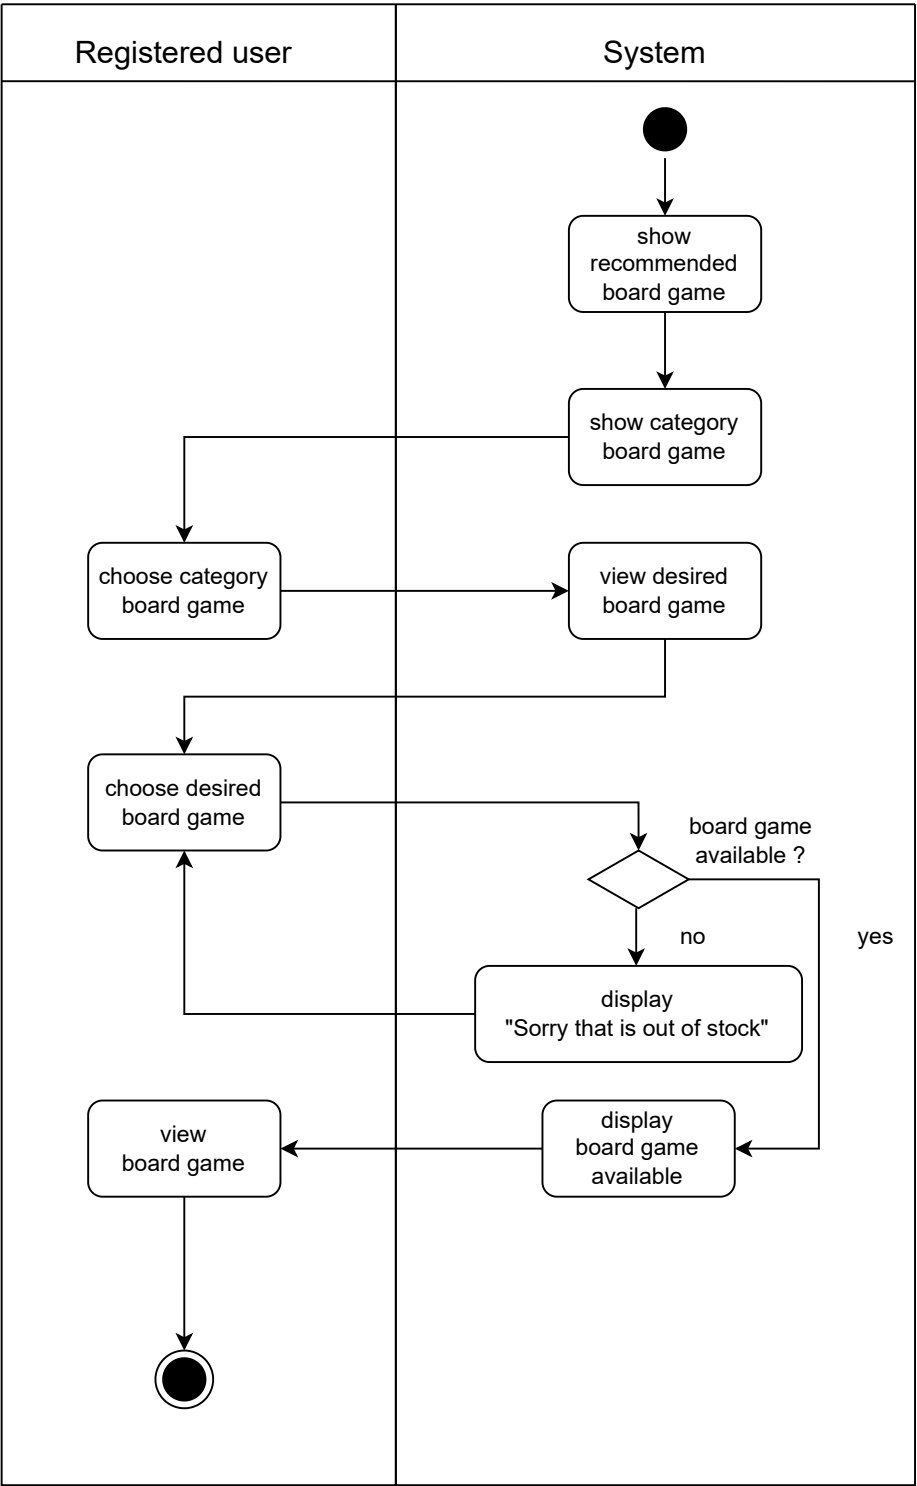 Registered user
System
show
recommended
board game
show category
board game
choose category
board game
view desired
board game
choose desired
board game
board game
available ?
no
yes
display
"Sorry that is out of stock"
view
board game
display
board game
available